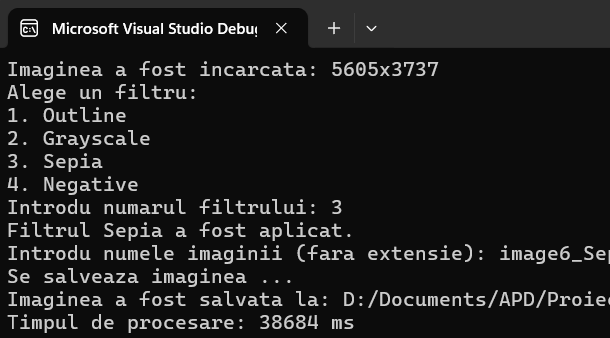 Microsoft Visual Studio Debug
Imaginea a fost incarcata: 5605x3737
Alege un filtru:
1. Outline
2. Grayscale
3. Sepia
4. Negative
Introdu numarul filtrului: 3
Filtrul Sepia a fost aplicat.
Introdu numele imaginii (fara extensie): image6_Sep
Se salveaza imaginea ...
Imaginea a fost salvata la: D:/Documents/APD/Proiec
Timpul de procesare: 38684 ms